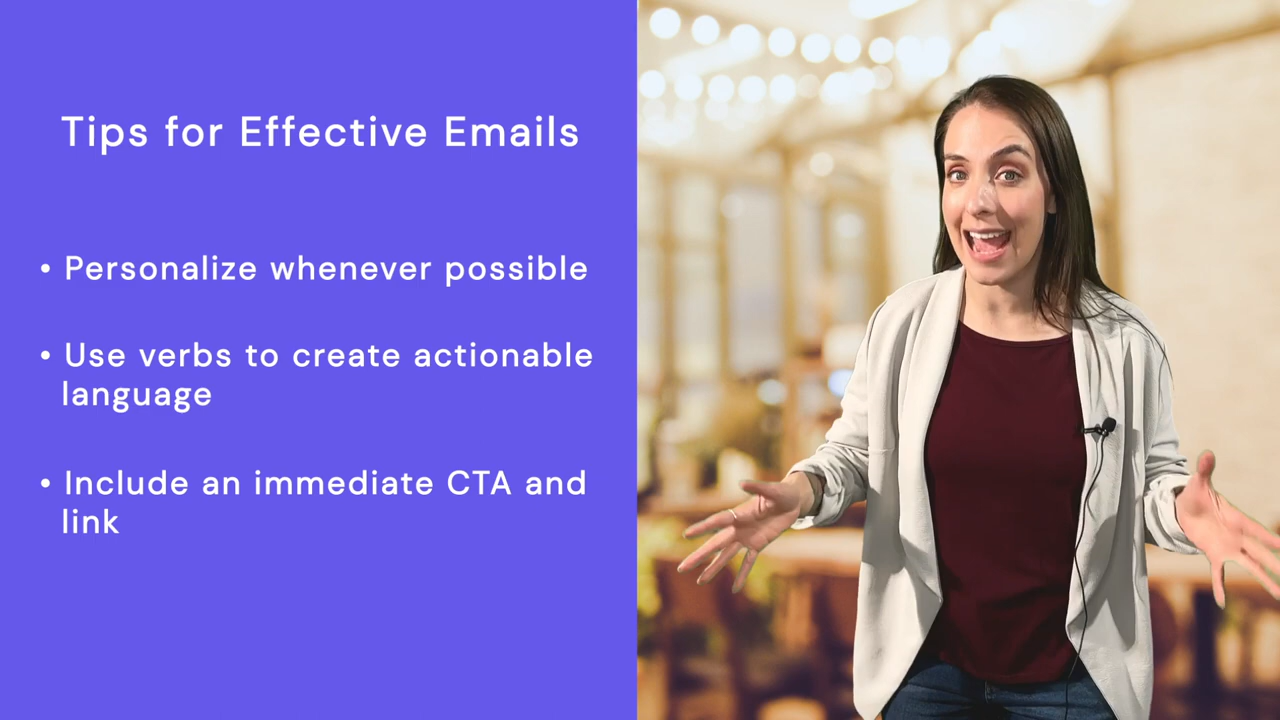 Tips for Effective Emails
• Personalize whenever possible
• Use verbs to create actionable
language
• Include an immediate CTA and
link